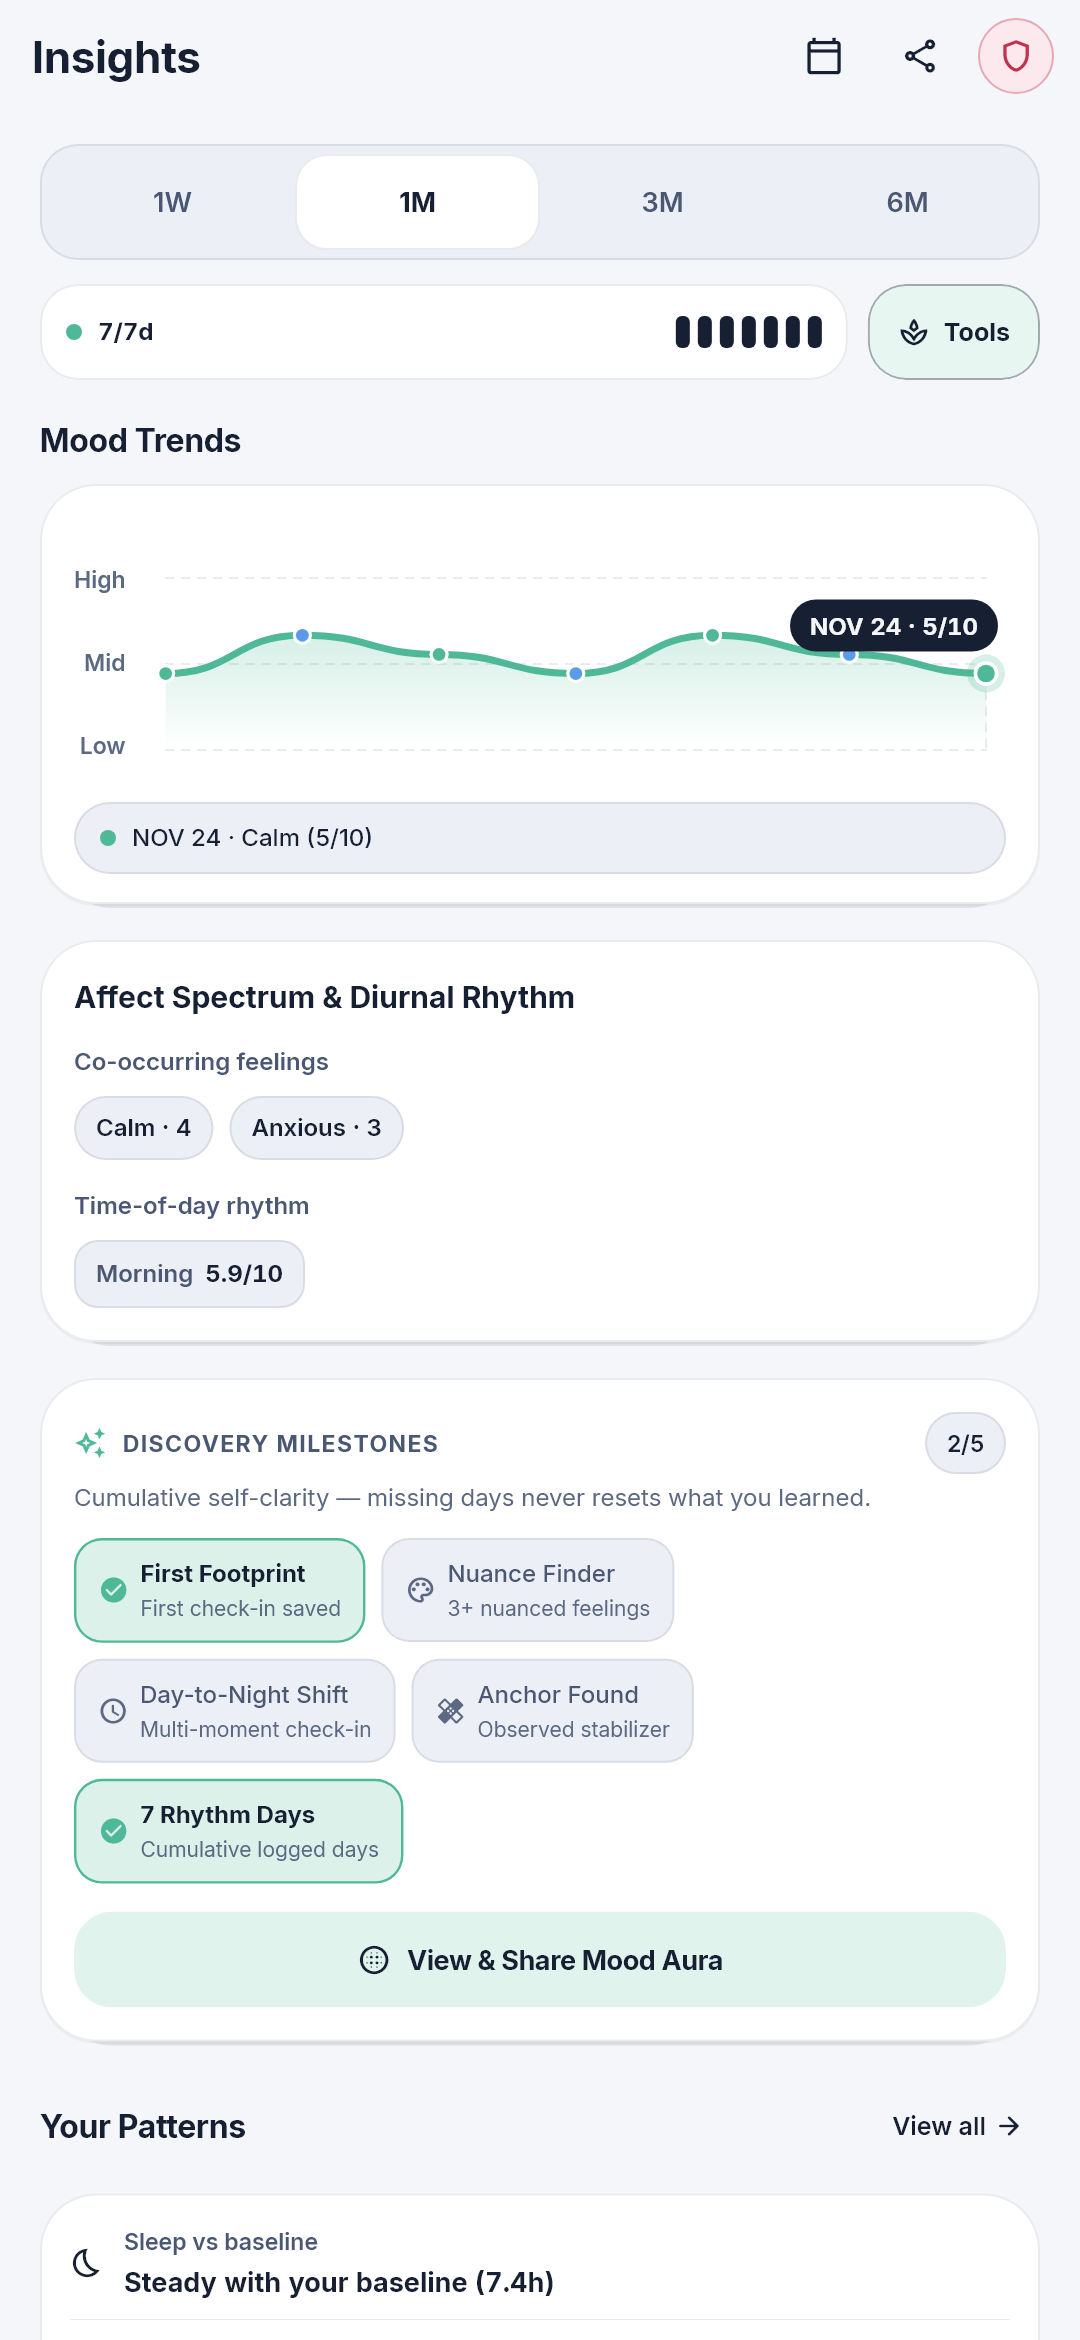 Insights
1W
1M
3M
6M
7/7d
Tools
Mood Trends
High
NOV 24 · 5/10
Mid
Low
NOV 24 · Calm (5/10)
Affect Spectrum & Diurnal Rhythm
Co-occurring feelings
Calm · 4
Anxious · 3
Time-of-day rhythm
Morning 5.9/10
DISCOVERY MILESTONES
2/5
Cumulative self-clarity — missing days never resets what you learned.
First Footprint
First check-in saved
Nuance Finder
3+ nuanced feelings
Day-to-Night Shift
Multi-moment check-in
Anchor Found
Observed stabilizer
7 Rhythm Days
Cumulative logged days
View & Share Mood Aura
Your Patterns
View all
Sleep vs baseline
Steady with your baseline (7.4h)